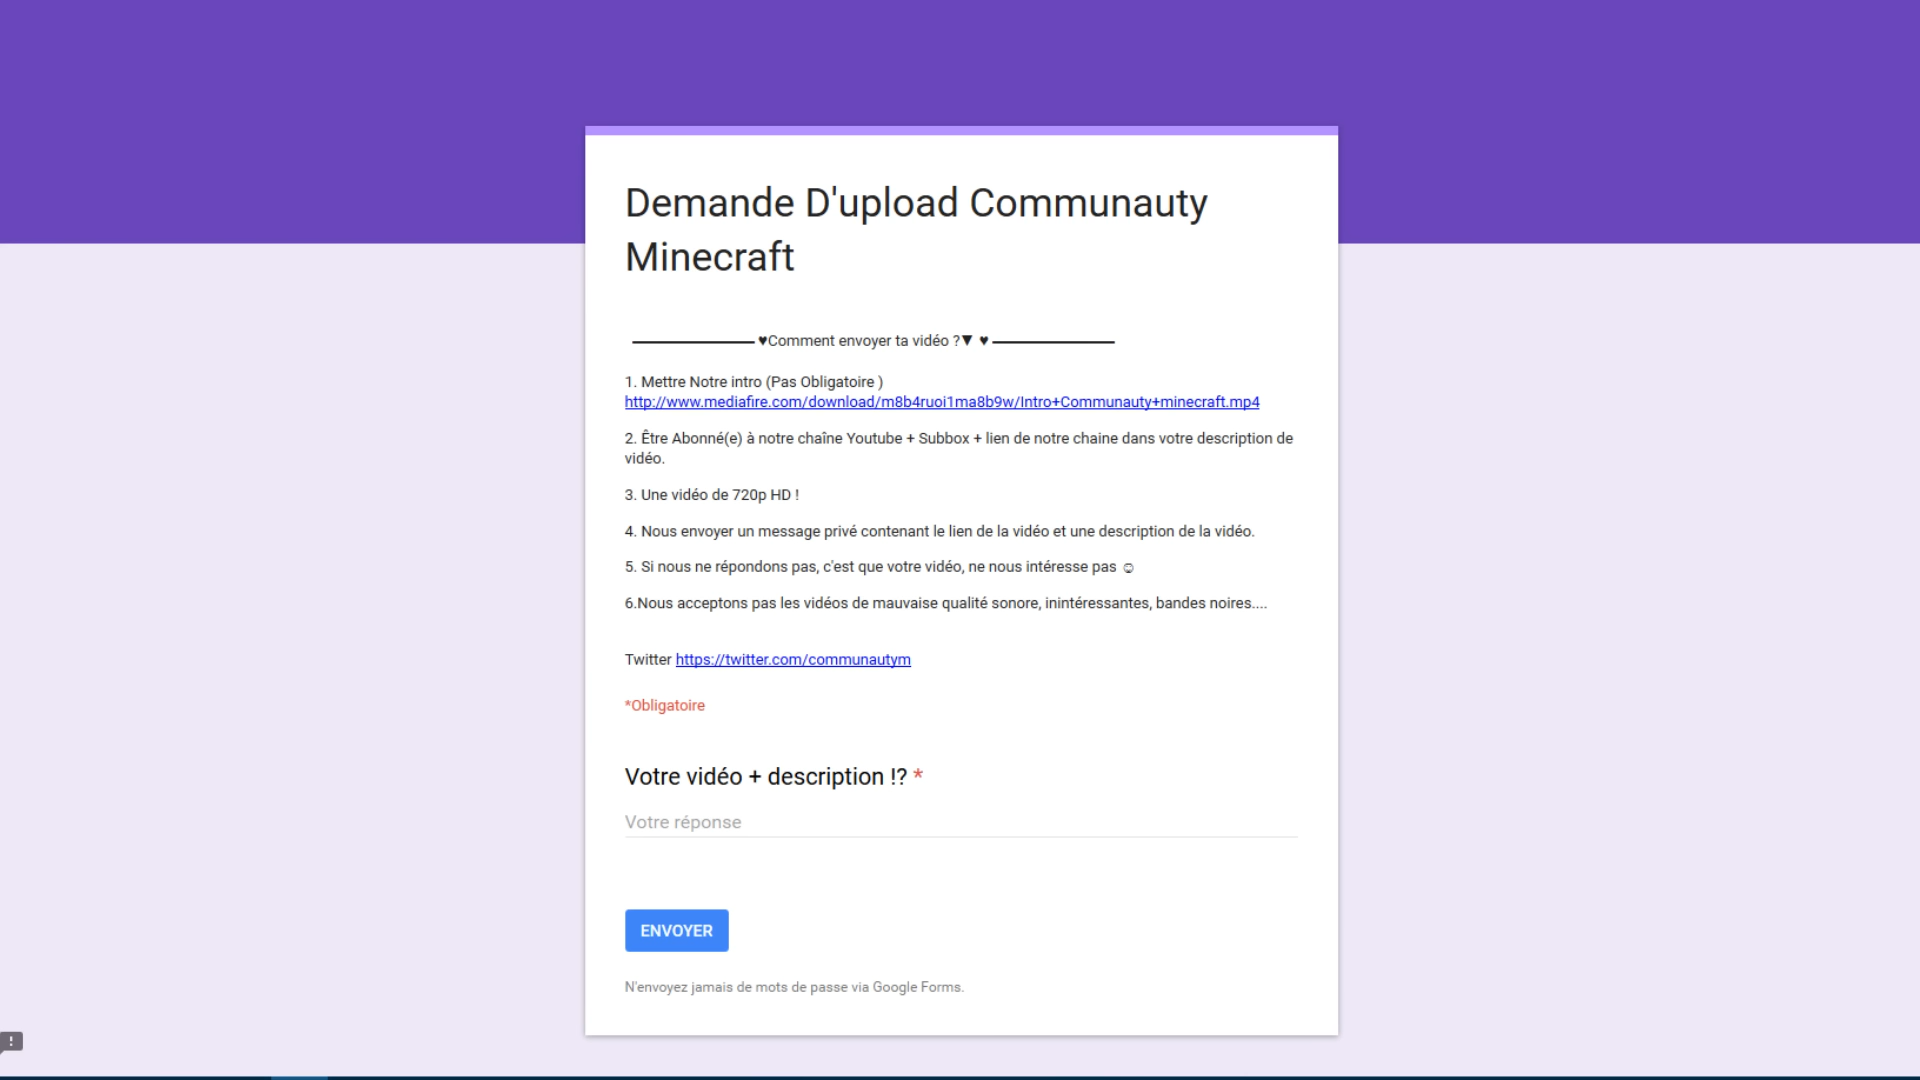 Demande D'upload Communauty
Minecraft
♥Comment envoyer ta vidéo ?▼ ♥
1. Mettre Notre intro (Pas Obligatoire )
http://www.mediafire.com/download/m8b4ruoi1ma8b9w/Intro+Communauty+minecraft.mp4
2. Être Abonné(e) à notre chaîne Youtube + Subbox + lien de notre chaine dans votre description de
vidéo.
3. Une vidéo de 720p HD !
4. Nous envoyer un message privé contenant le lien de la vidéo et une description de la vidéo.
5. Si nous ne répondons pas, c'est que votre vidéo, ne nous intéresse pas ☺
6.Nous acceptons pas les vidéos de mauvaise qualité sonore, inintéressantes, bandes noires....
Twitter https://twitter.com/communautym
*Obligatoire
Votre vidéo + description !? *
Votre réponse
ENVOYER
N'envoyez jamais de mots de passe via Google Forms.
!